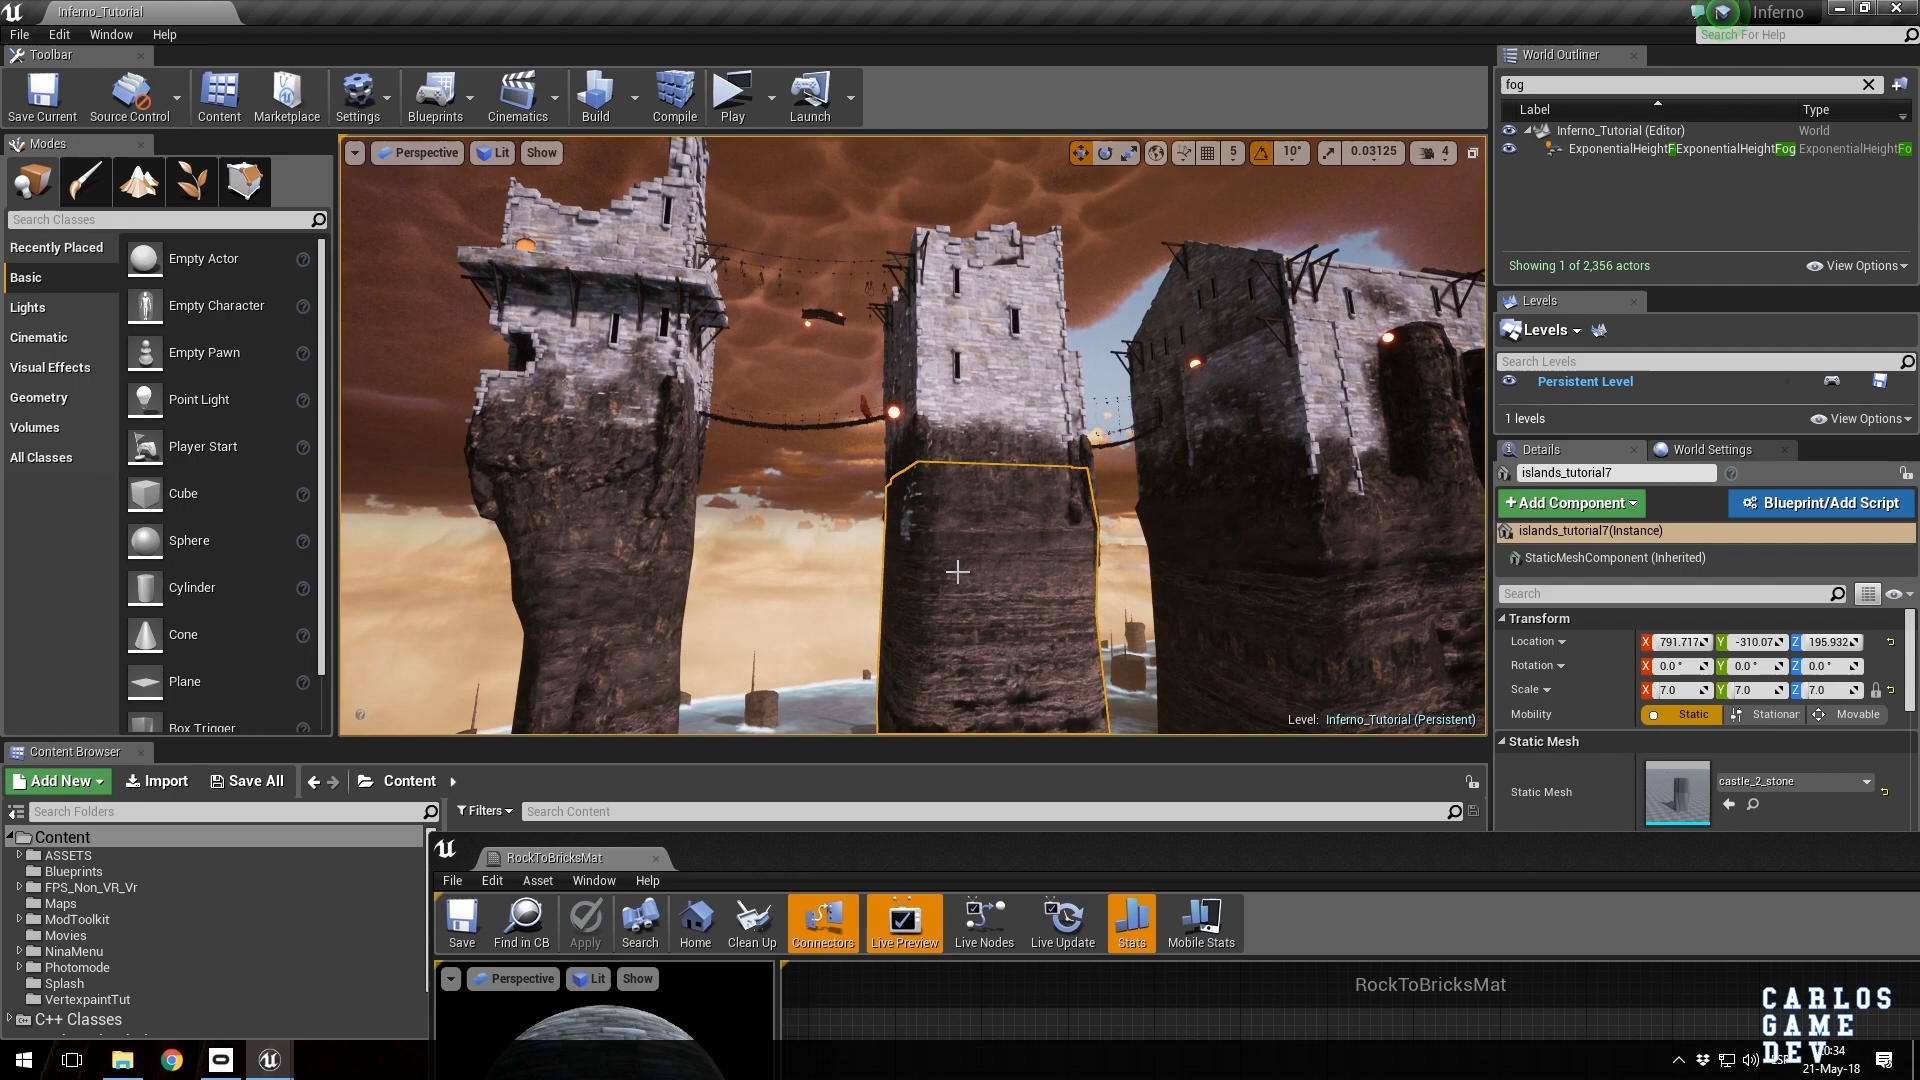 Inferno_Tutorial
Inferno
File Edit Window Help
Search For Help
Toolbar
Save Current Source Control Content Marketplace Settings Blueprints Cinematics Build Compile Play Launch
Modes
Search Classes
Recently Placed
Basic
Lights
Cinematic
Visual Effects
Geometry
Volumes
All Classes
Empty Actor
Empty Character
Empty Pawn
Point Light
Player Start
Cube
Sphere
Cylinder
Cone
Plane
Box Trigger
Perspective Lit Show
5 10° 0.03125 4
Level: Inferno_Tutorial (Persistent)
World Outliner
fog
Label Type
Inferno_Tutorial (Editor) World
ExponentialHeightF ExponentialHeightFog ExponentialHeightFo
Showing 1 of 2,356 actors View Options
Levels
Levels
Search Levels
Persistent Level
1 levels View Options
Details World Settings
islands_tutorial7
+Add Component Blueprint/Add Script
islands_tutorial7(Instance)
StaticMeshComponent (Inherited)
Search
Transform
Location X 791.717 Y -310.07 Z 195.932
Rotation X 0.0 ° Y 0.0 ° Z 0.0 °
Scale X 7.0 Y 7.0 Z 7.0
Mobility Static Stationar Movable
Static Mesh
Static Mesh castle_2_stone
Content Browser
Add New Import Save All Content
Search Folders
Filters Search Content
Content
ASSETS
Blueprints
FPS_Non_VR_Vr
Maps
ModToolkit
Movies
NinaMenu
Photomode
Splash
VertexpaintTut
C++ Classes
RockToBricksMat
File Edit Asset Window Help
Save Find in CB Apply Search Home Clean Up Connectors Live Preview Live Nodes Live Update Stats Mobile Stats
Perspective Lit Show
RockToBricksMat
CARLOS
GAME
DEV
21-May-18